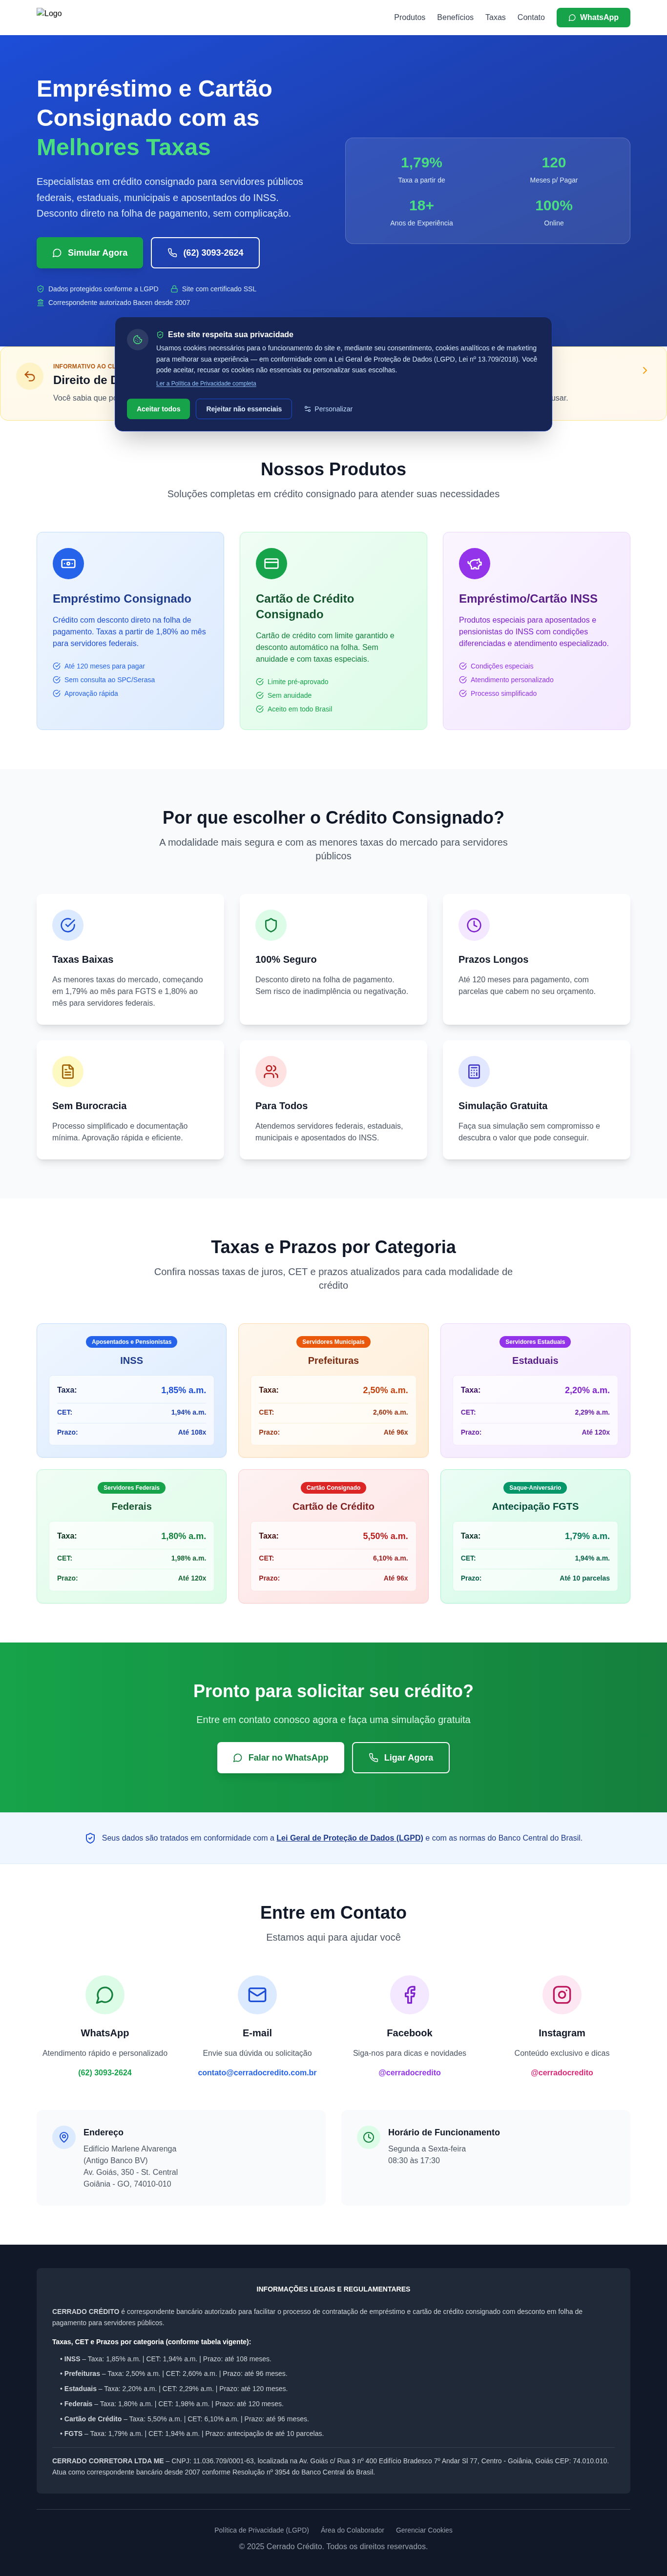 Logo
Produtos Benefícios Taxas Contato WhatsApp
Empréstimo e Cartão
Consignado com as
Melhores Taxas
Especialistas em crédito consignado para servidores públicos
federais, estaduais, municipais e aposentados do INSS.
Desconto direto na folha de pagamento, sem complicação.
Simular Agora (62) 3093-2624
Dados protegidos conforme a LGPD Site com certificado SSL
Correspondente autorizado Bacen desde 2007
1,79% 120
Taxa a partir de Meses p/ Pagar
18+ 100%
Anos de Experiência Online
INFORMATIVO AO CL
Direito de D
Você sabia que po
usar.
Este site respeita sua privacidade
Usamos cookies necessários para o funcionamento do site e, mediante seu consentimento, cookies analíticos e de marketing
para melhorar sua experiência — em conformidade com a Lei Geral de Proteção de Dados (LGPD, Lei nº 13.709/2018). Você
pode aceitar, recusar os cookies não essenciais ou personalizar suas escolhas.
Ler a Política de Privacidade completa
Aceitar todos Rejeitar não essenciais Personalizar
Nossos Produtos
Soluções completas em crédito consignado para atender suas necessidades
Empréstimo Consignado
Crédito com desconto direto na folha de
pagamento. Taxas a partir de 1,80% ao mês
para servidores federais.
Até 120 meses para pagar
Sem consulta ao SPC/Serasa
Aprovação rápida
Cartão de Crédito
Consignado
Cartão de crédito com limite garantido e
desconto automático na folha. Sem
anuidade e com taxas especiais.
Limite pré-aprovado
Sem anuidade
Aceito em todo Brasil
Empréstimo/Cartão INSS
Produtos especiais para aposentados e
pensionistas do INSS com condições
diferenciadas e atendimento especializado.
Condições especiais
Atendimento personalizado
Processo simplificado
Por que escolher o Crédito Consignado?
A modalidade mais segura e com as menores taxas do mercado para servidores
públicos
Taxas Baixas
As menores taxas do mercado, começando
em 1,79% ao mês para FGTS e 1,80% ao
mês para servidores federais.
100% Seguro
Desconto direto na folha de pagamento.
Sem risco de inadimplência ou negativação.
Prazos Longos
Até 120 meses para pagamento, com
parcelas que cabem no seu orçamento.
Sem Burocracia
Processo simplificado e documentação
mínima. Aprovação rápida e eficiente.
Para Todos
Atendemos servidores federais, estaduais,
municipais e aposentados do INSS.
Simulação Gratuita
Faça sua simulação sem compromisso e
descubra o valor que pode conseguir.
Taxas e Prazos por Categoria
Confira nossas taxas de juros, CET e prazos atualizados para cada modalidade de
crédito
Aposentados e Pensionistas
INSS
Taxa: 1,85% a.m.
CET: 1,94% a.m.
Prazo: Até 108x
Servidores Municipais
Prefeituras
Taxa: 2,50% a.m.
CET: 2,60% a.m.
Prazo: Até 96x
Servidores Estaduais
Estaduais
Taxa: 2,20% a.m.
CET: 2,29% a.m.
Prazo: Até 120x
Servidores Federais
Federais
Taxa: 1,80% a.m.
CET: 1,98% a.m.
Prazo: Até 120x
Cartão Consignado
Cartão de Crédito
Taxa: 5,50% a.m.
CET: 6,10% a.m.
Prazo: Até 96x
Saque-Aniversário
Antecipação FGTS
Taxa: 1,79% a.m.
CET: 1,94% a.m.
Prazo: Até 10 parcelas
Pronto para solicitar seu crédito?
Entre em contato conosco agora e faça uma simulação gratuita
Falar no WhatsApp Ligar Agora
Seus dados são tratados em conformidade com a Lei Geral de Proteção de Dados (LGPD) e com as normas do Banco Central do Brasil.
Entre em Contato
Estamos aqui para ajudar você
WhatsApp
Atendimento rápido e personalizado
(62) 3093-2624
E-mail
Envie sua dúvida ou solicitação
contato@cerradocredito.com.br
Facebook
Siga-nos para dicas e novidades
@cerradocredito
Instagram
Conteúdo exclusivo e dicas
@cerradocredito
Endereço
Edifício Marlene Alvarenga
(Antigo Banco BV)
Av. Goiás, 350 - St. Central
Goiânia - GO, 74010-010
Horário de Funcionamento
Segunda a Sexta-feira
08:30 às 17:30
INFORMAÇÕES LEGAIS E REGULAMENTARES
CERRADO CRÉDITO é correspondente bancário autorizado para facilitar o processo de contratação de empréstimo e cartão de crédito consignado com desconto em folha de
pagamento para servidores públicos.
Taxas, CET e Prazos por categoria (conforme tabela vigente):
• INSS – Taxa: 1,85% a.m. | CET: 1,94% a.m. | Prazo: até 108 meses.
• Prefeituras – Taxa: 2,50% a.m. | CET: 2,60% a.m. | Prazo: até 96 meses.
• Estaduais – Taxa: 2,20% a.m. | CET: 2,29% a.m. | Prazo: até 120 meses.
• Federais – Taxa: 1,80% a.m. | CET: 1,98% a.m. | Prazo: até 120 meses.
• Cartão de Crédito – Taxa: 5,50% a.m. | CET: 6,10% a.m. | Prazo: até 96 meses.
• FGTS – Taxa: 1,79% a.m. | CET: 1,94% a.m. | Prazo: antecipação de até 10 parcelas.
CERRADO CORRETORA LTDA ME – CNPJ: 11.036.709/0001-63, localizada na Av. Goiás c/ Rua 3 nº 400 Edifício Bradesco 7º Andar Sl 77, Centro - Goiânia, Goiás CEP: 74.010.010.
Atua como correspondente bancário desde 2007 conforme Resolução nº 3954 do Banco Central do Brasil.
Política de Privacidade (LGPD) Área do Colaborador Gerenciar Cookies
© 2025 Cerrado Crédito. Todos os direitos reservados.